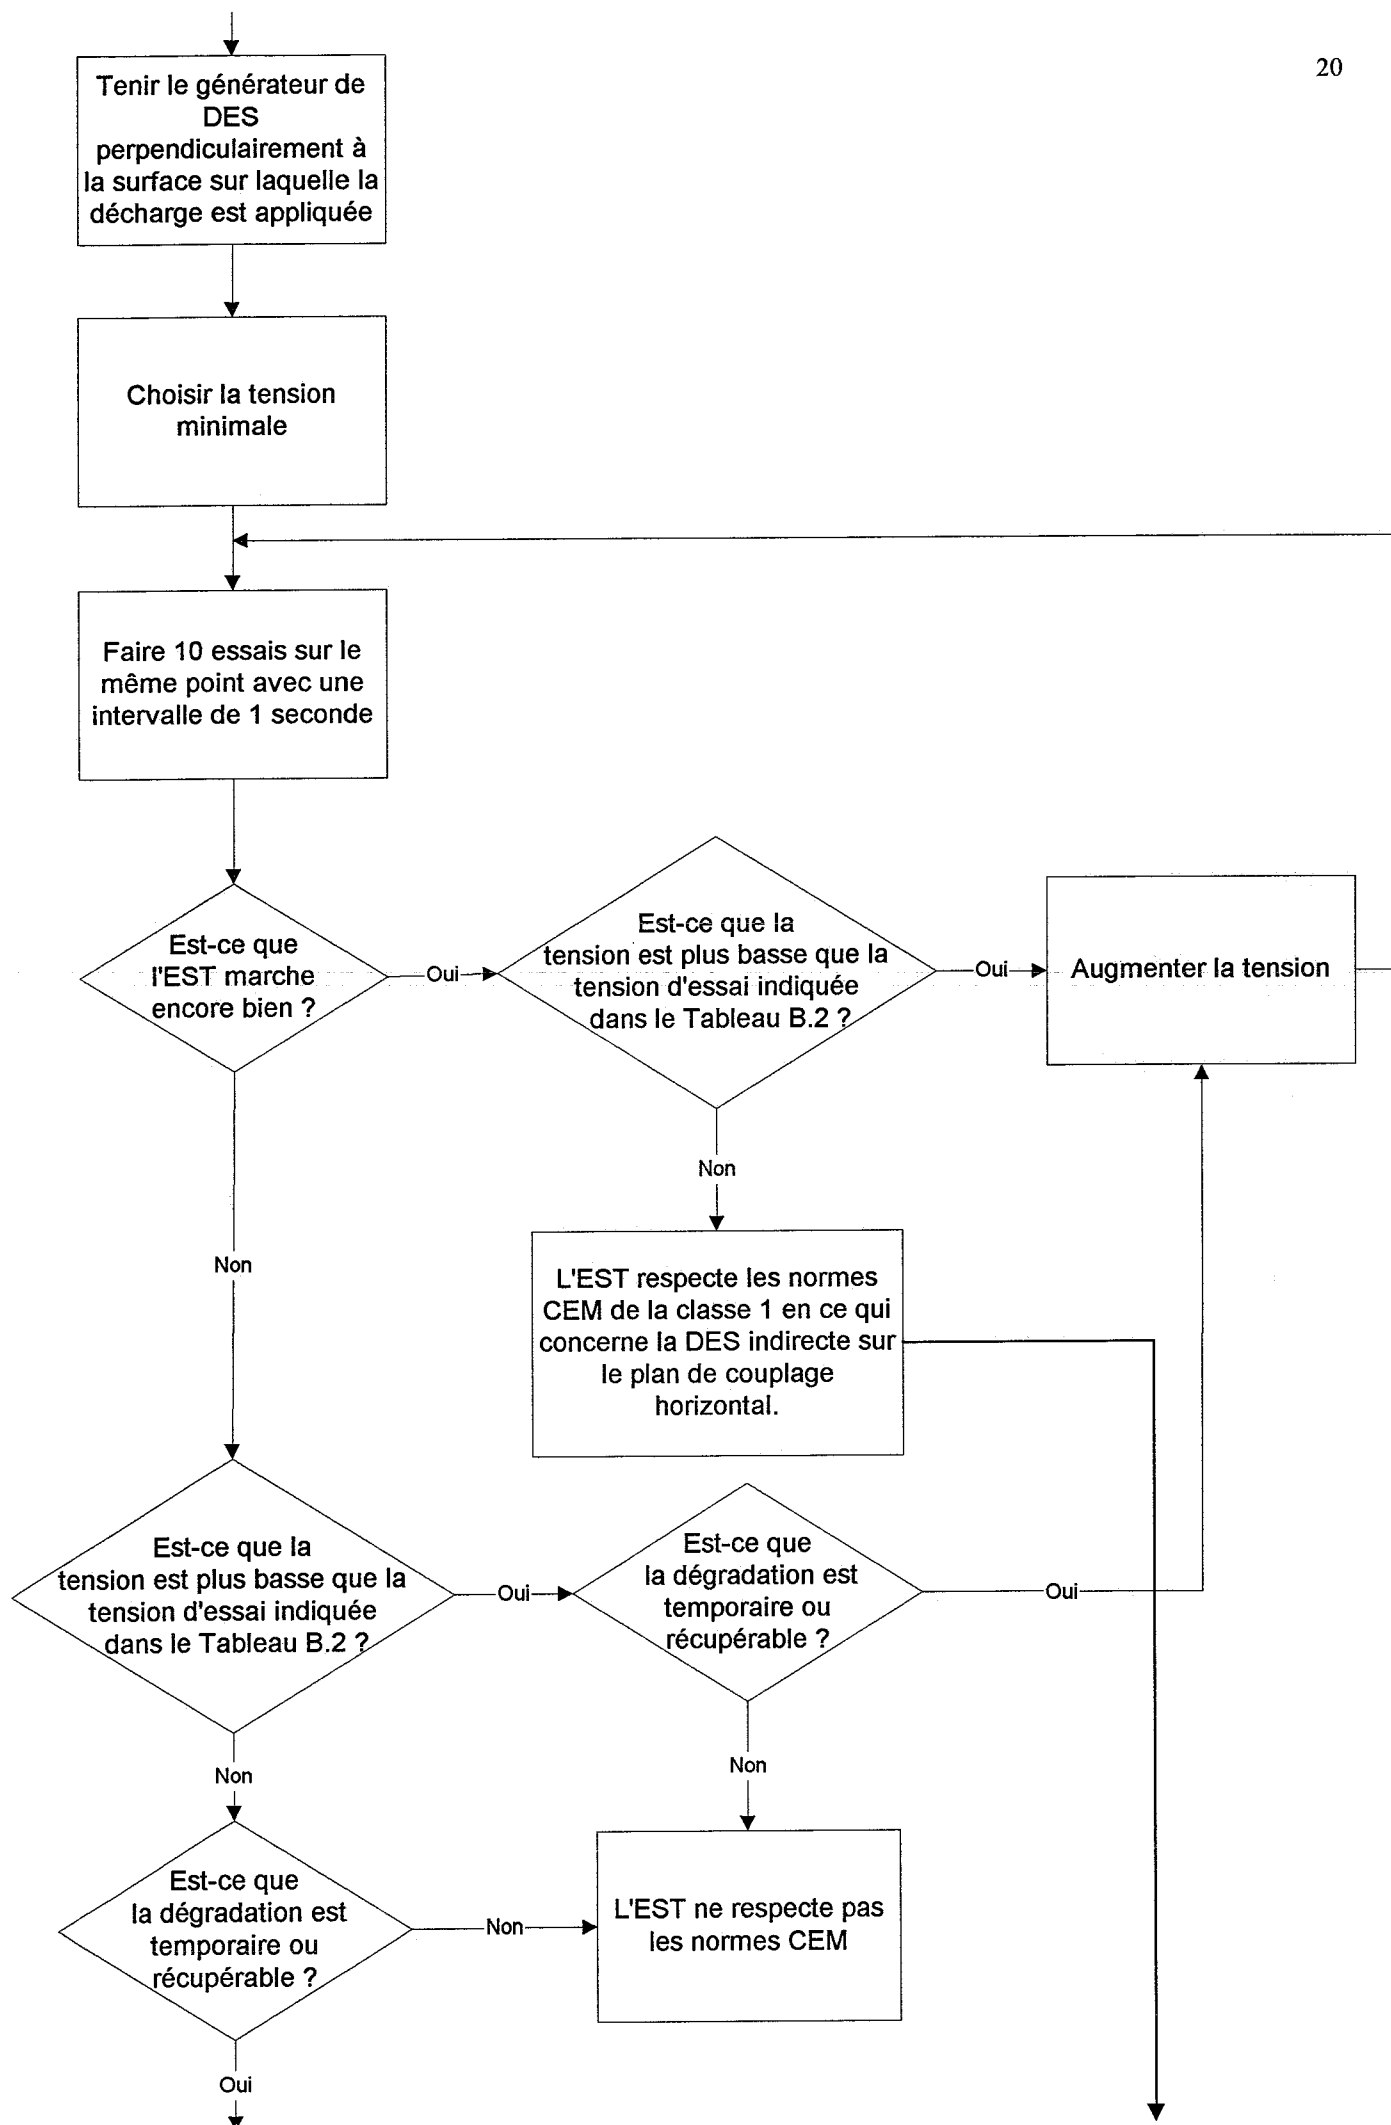 20
Tenir le générateur de
DES
perpendiculairement à
la surface sur laquelle la
décharge est appliquée
Choisir la tension
minimale
Faire 10 essais sur le
même point avec une
intervalle de 1 seconde
Est-ce que
l'EST marche
encore bien ?
Oui
Est-ce que la
tension est plus basse que la
tension d'essai indiquée
dans le Tableau B.2 ?
Oui
Augmenter la tension
Non
Non
L'EST respecte les normes
CEM de la classe 1 en ce qui
concerne la DES indirecte sur
le plan de couplage
horizontal.
Est-ce que la
tension est plus basse que la
tension d'essai indiquée
dans le Tableau B.2 ?
Oui
Est-ce que
la dégradation est
temporaire ou
récupérable ?
Oui
Non
Non
Est-ce que
la dégradation est
temporaire ou
récupérable ?
Non
L'EST ne respecte pas
les normes CEM
Oui